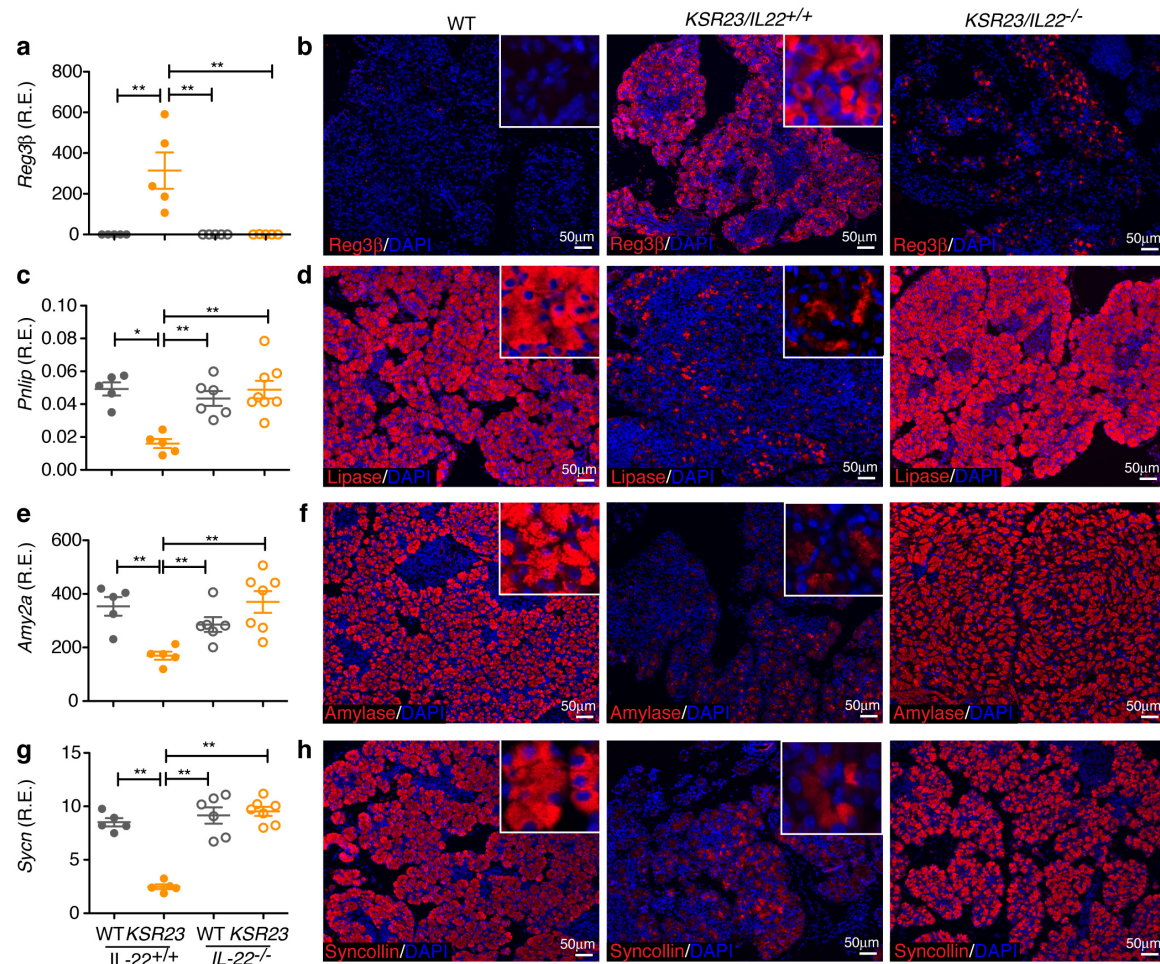 WT
KSR23/IL22+/+
KSR23/IL22-/-
a
Reg3β (R.E.)
800
600
400
200
0
**
**
**
b
Reg3β/DAPI
50µm
Reg3β/DAPI
50µm
Reg3β/DAPI
50µm
c
Pnlip (R.E.)
0.10
0.08
0.06
0.04
0.02
0.00
**
*
**
d
Lipase/DAPI
50µm
Lipase/DAPI
50µm
Lipase/DAPI
50µm
e
Amy2a (R.E.)
600
400
200
0
**
**
**
f
Amylase/DAPI
50µm
Amylase/DAPI
50µm
Amylase/DAPI
50µm
g
Sycn (R.E.)
15
10
5
0
**
**
**
WT KSR23 WT KSR23
IL-22+/+ IL-22-/-
h
Syncollin/DAPI
50µm
Syncollin/DAPI
50µm
Syncollin/DAPI
50µm